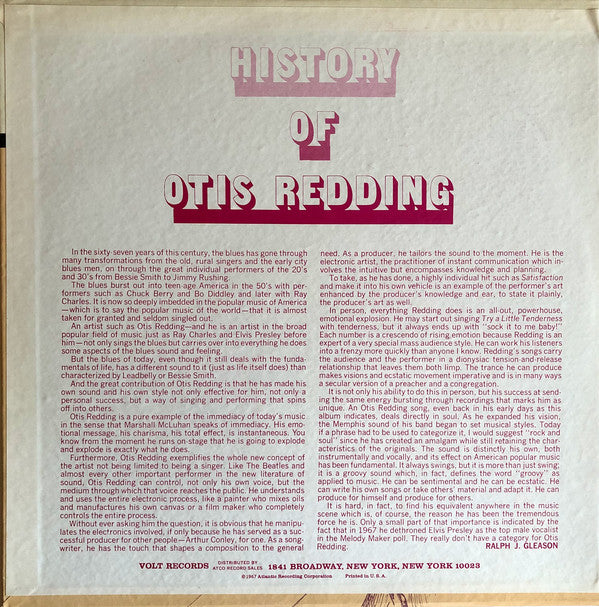 HISTORY
OF
OTIS REDDING
In the sixty-seven years of this century, the blues has gone through
many transformations from the old, rural singers and the early city
blues men, on through the great individual performers of the 20's
and 30's from Bessie Smith to Jimmy Rushing.
The blues burst out into teen-age America in the 50's with per-
formers such as Chuck Berry and Bo Diddley and later with Ray
Charles. It is now so deeply imbedded in the popular music of America
—which is to say the popular music of the world—that it is almost
taken for granted and seldom singled out.
An artist such as Otis Redding—and he is an artist in the broad
popular field of music just as Ray Charles and Elvis Presley before
him—not only sings the blues but carries over into everything he does
some aspects of the blues sound and feeling.
But the blues of today, even though it still deals with the funda-
mentals of life, has a different sound to it (just as life itself does) than
characterized by Leadbelly or Bessie Smith.
And the great contribution of Otis Redding is that he has made his
own sound and his own style not only effective for him, not only a
personal success, but a way of singing and performing that spins
off into others.
Otis Redding is a pure example of the immediacy of today's music
in the sense that Marshall McLuhan speaks of immediacy. His emo-
tional message, his charisma, his total effect, is instantaneous. You
know from the moment he runs on stage that he is going to explode
and explode is exactly what he does.
Furthermore, Otis Redding exemplifies the whole new concept of
the artist not being limited to being a singer. Like The Beatles and
almost every other important performer in the new literature of
sound, Otis Redding can control, not only his own voice, but the
medium through which that voice reaches the public. He understands
and uses the entire electronic process, like a painter who mixes oils
and manufactures his own canvas or a film maker who completely
controls the entire process.
Without ever asking him the question, it is obvious that he manipu-
lates the electronics involved, if only because he has served as a suc-
cessful producer for other people—Arthur Conley, for one. As a song-
writer, he has the touch that shapes a composition to the general
need. As a producer, he tailors the sound to the moment. He is the
electronic artist, the practitioner of instant communication which in-
volves the intuitive but encompasses knowledge and planning.
To take, as he has done, a highly individual hit such as Satisfaction
and make it into his own vehicle is an example of the performer's art
enhanced by the producer's knowledge and ear, to state it plainly,
the producer's art as well.
In person, everything Redding does is an all-out, powerhouse,
emotional explosion. He may start out singing Try a Little Tenderness
with tenderness, but it always ends up with "sock it to me baby!"
Each number is a crescendo of rising emotion because Redding is an
expert of a very special mass audience style. He can work his listeners
into a frenzy more quickly than anyone I know. Redding's songs carry
the audience and the performer in a dionysiac tension-and-release
relationship that leaves them both limp. The trance he can produce
makes visions and ecstatic movement imperative and is in many ways
a secular version of a preacher and a congregation.
It is not only his ability to do this in person, but his success at send-
ing the same energy bursting through recordings that marks him as
unique. An Otis Redding song, even back in his early days as this
album indicates, deals directly in soul. As he expanded his vision,
the Memphis sound of his band began to set musical styles. Today
if a phrase had to be used to categorize it, I would suggest "rock and
soul" since he has created an amalgam while still retaining the char-
acteristics of the originals. The sound is distinctly his own, both
instrumentally and vocally, and its effect on American popular music
has been fundamental. It always swings, but it is more than just swing;
it is a groovy sound which, in fact, defines the word "groovy" as
applied to music. He can be sentimental and he can be ecstatic. He
can write his own songs or take others' material and adapt it. He can
produce for himself and produce for others.
It is hard, in fact, to find his equivalent anywhere in the music
scene which is, of course, the reason he has been the tremendous
force he is. Only a small part of that importance is indicated by the
fact that in 1967 he dethroned Elvis Presley as the top male vocalist
in the Melody Maker poll. They really don't have a category for Otis
Redding. RALPH J. GLEASON
VOLT RECORDS DISTRIBUTED BY ATCO RECORD SALES 1841 BROADWAY, NEW YORK, NEW YORK 10023
©1967 Atlantic Recording Corporation Printed in U.S.A.